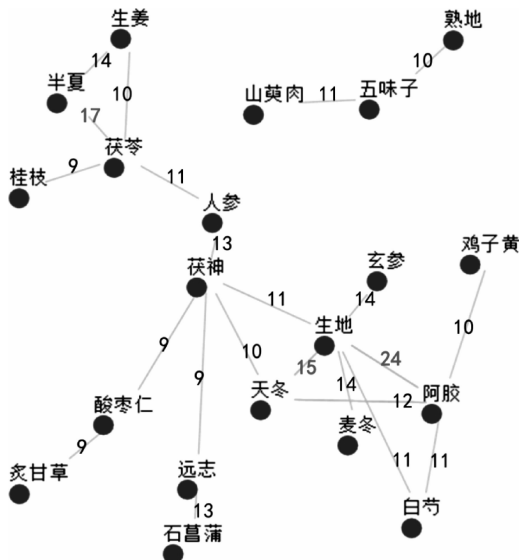 生姜
熟地
14
半夏
10
10
山萸肉
11
五味子
17
茯苓
桂枝
9
11
人参
13
鸡子黄
玄参
茯神
11
14
生地
10
9
10
15
24
9
14
天冬
12
阿胶
酸枣仁
麦冬
9
11
11
炙甘草
远志
13
白芍
石菖蒲